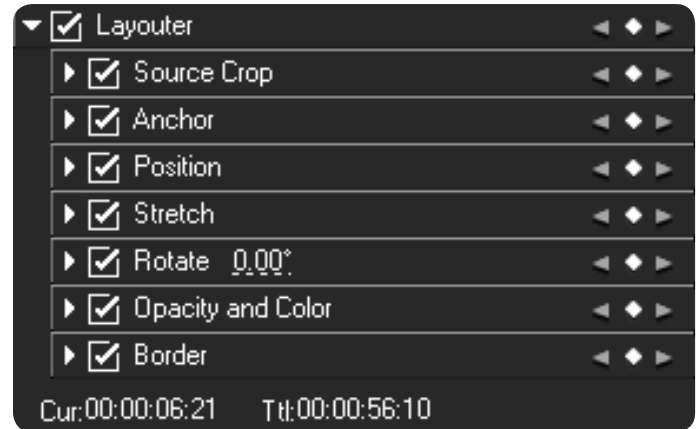 Layouter
Source Crop
Anchor
Position
Stretch
Rotate 0.00°
Opacity and Color
Border
Cur:00:00:06:21 Ttl:00:00:56:10